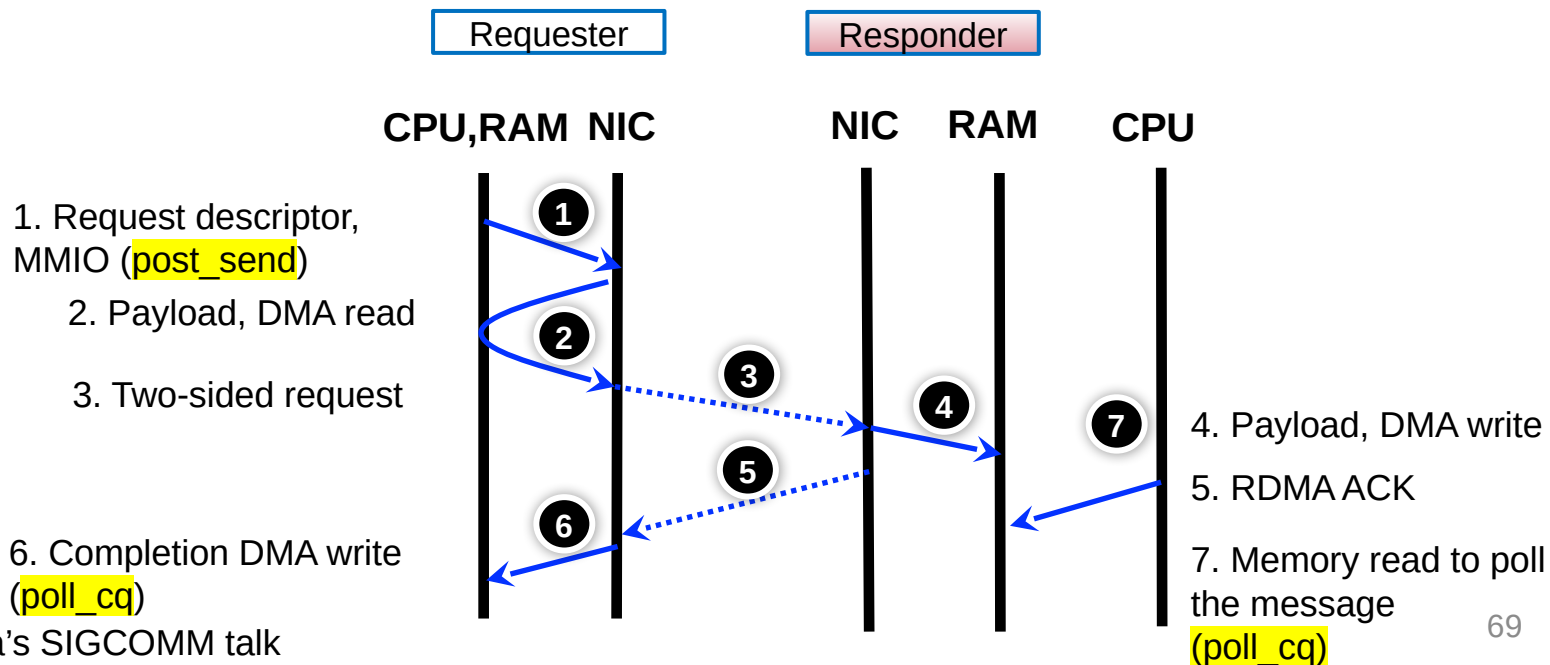 Requester
Responder
CPU,RAM NIC
NIC RAM CPU
1. Request descriptor,
MMIO (post_send)
2. Payload, DMA read
3. Two-sided request
1
2
3
4
5
6
7
4. Payload, DMA write
5. RDMA ACK
6. Completion DMA write
(poll_cq)
7. Memory read to poll
the message
(poll_cq)
's SIGCOMM talk
69